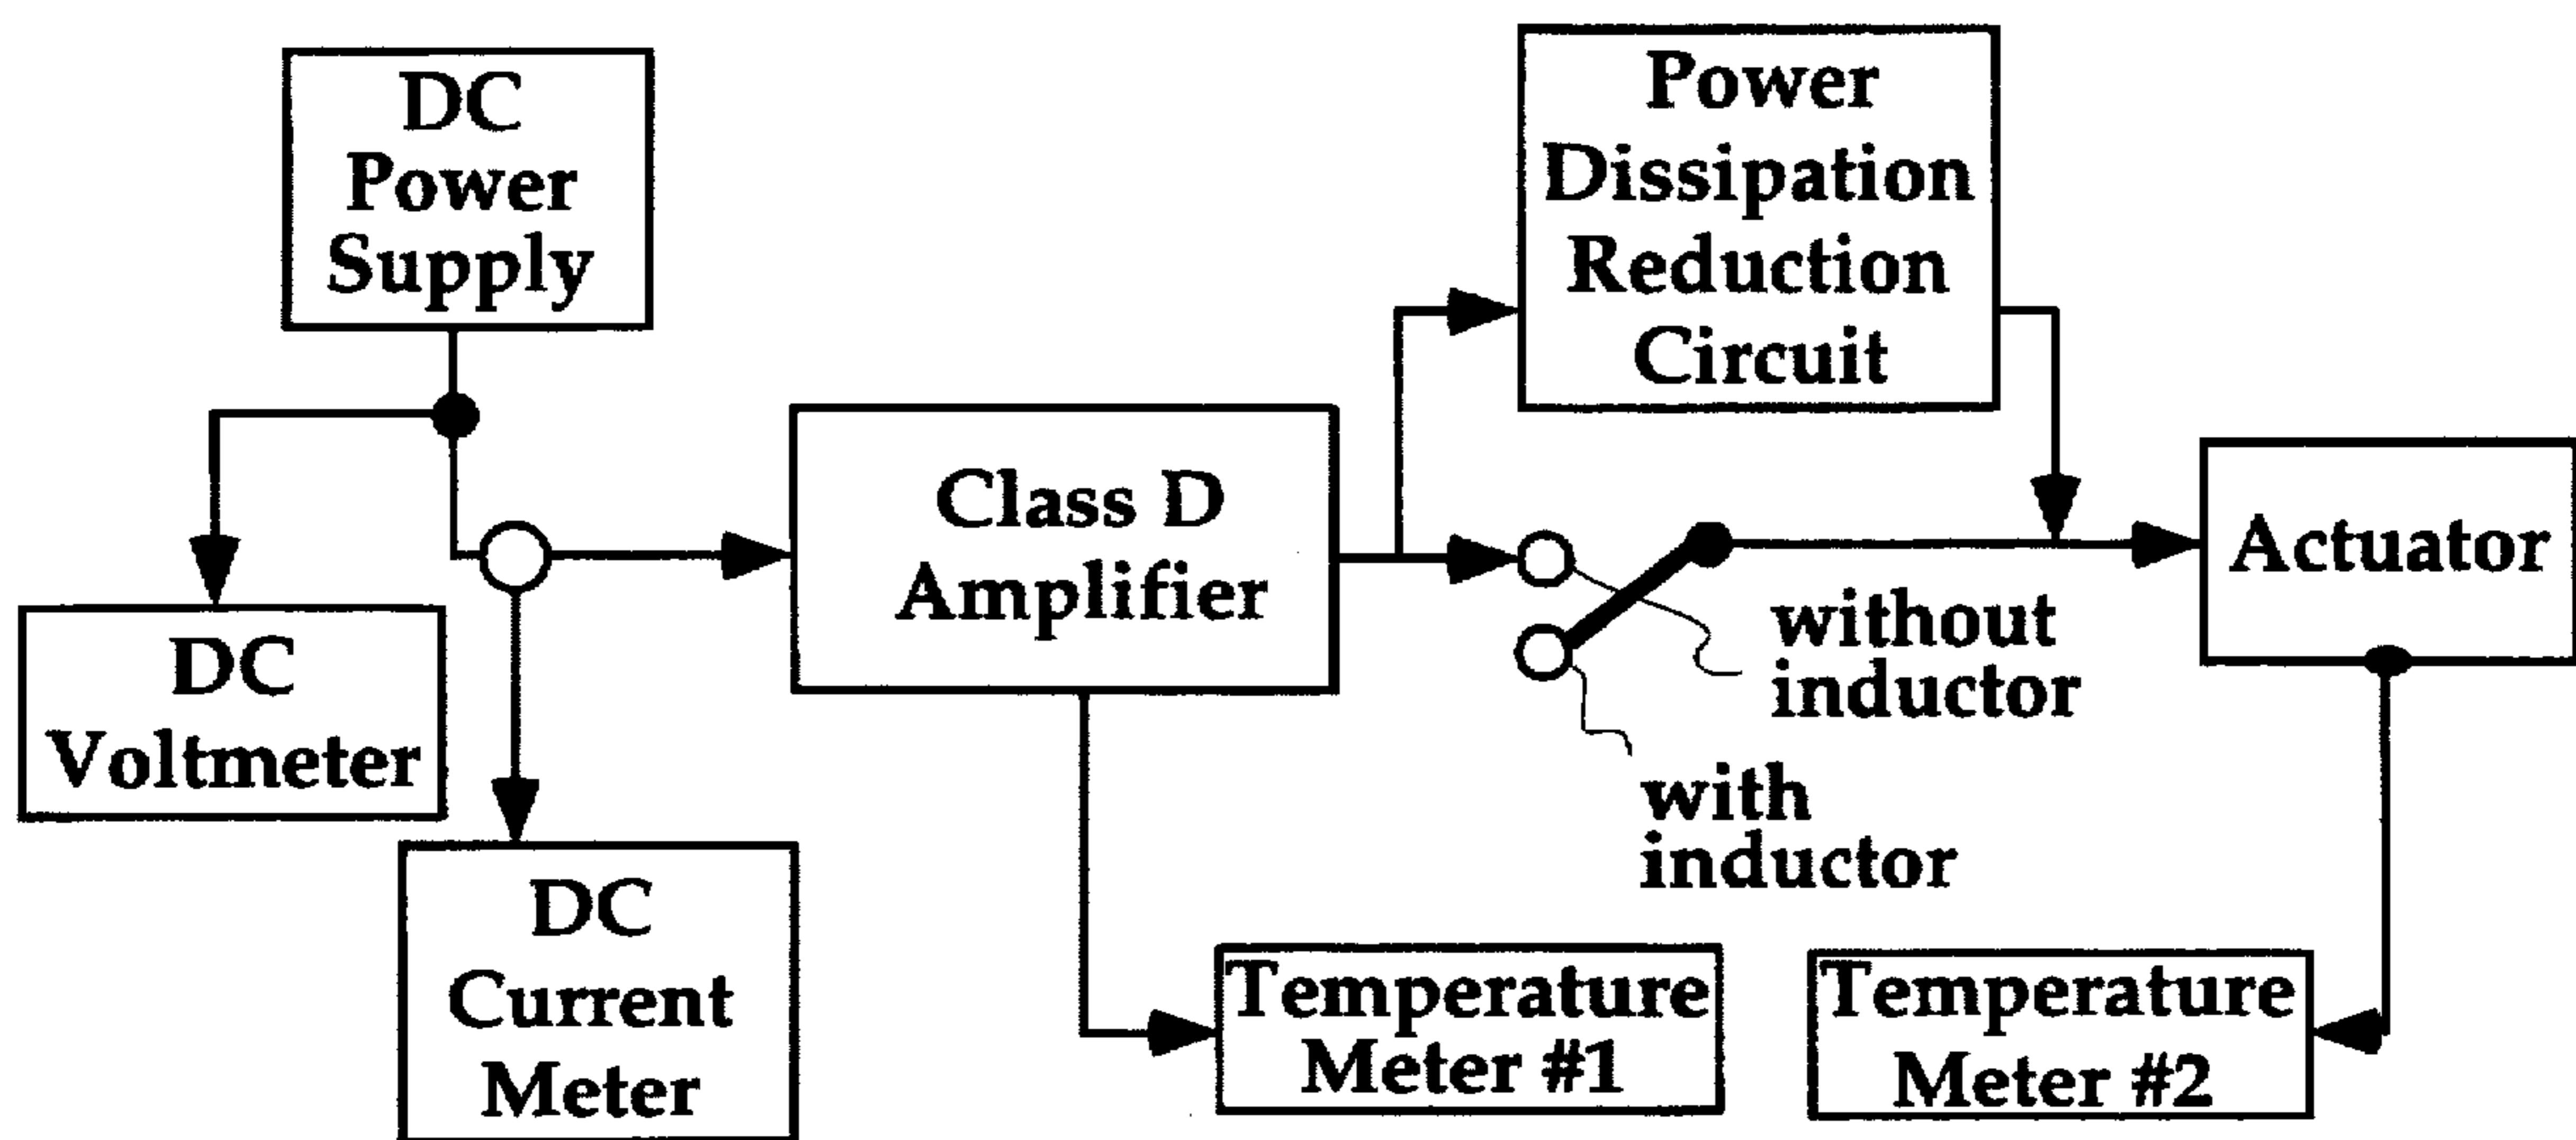 DC
Power
Supply
Power
Dissipation
Reduction
Circuit
Class D
Amplifier
Actuator
DC
Voltmeter
without
inductor
with
inductor
DC
Current
Meter
Temperature
Meter #1
Temperature
Meter #2